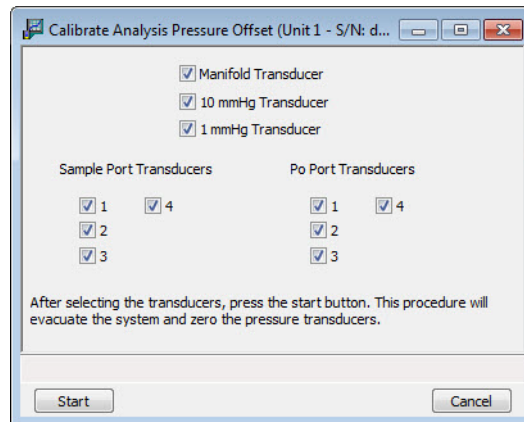 Calibrate Analysis Pressure Offset (Unit 1 - S/N: d...
Manifold Transducer
10 mmHg Transducer
1 mmHg Transducer
Sample Port Transducers
Po Port Transducers
1 4
2
3
1 4
2
3
After selecting the transducers, press the start button. This procedure will
evacuate the system and zero the pressure transducers.
Start
Cancel